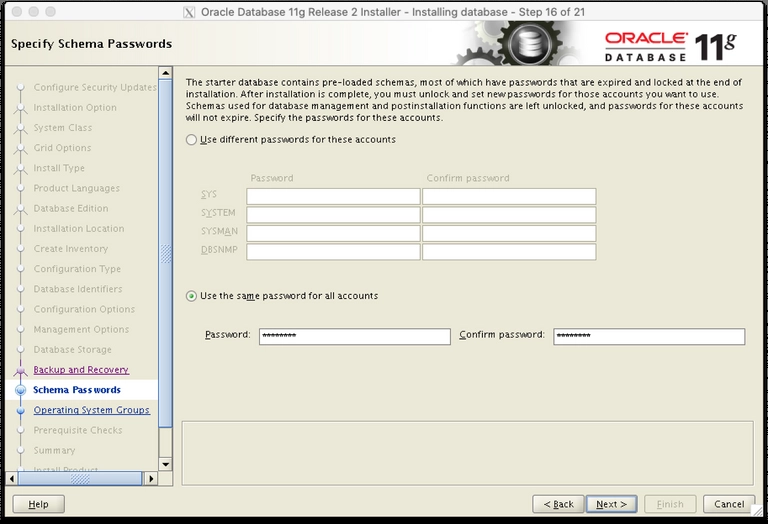 Oracle Database 11g Release 2 Installer - Installing database - Step 16 of 21
Specify Schema Passwords
ORACLE
DATABASE 11g
Configure Security Updates
Installation Option
System Class
Grid Options
Install Type
Product Languages
Database Edition
Installation Location
Create Inventory
Configuration Type
Database Identifiers
Configuration Options
Management Options
Database Storage
Backup and Recovery
Schema Passwords
Operating System Groups
Prerequisite Checks
Summary
Install Product
The starter database contains pre-loaded schemas, most of which have passwords that are expired and locked at the end of
installation. After installation is complete, you must unlock and set new passwords for those accounts you want to use.
Schemas used for database management and postinstallation functions are left unlocked, and passwords for these accounts
will not expire. Specify the passwords for these accounts.
Use different passwords for these accounts
Password Confirm password
SYS
SYSTEM
SYSMAN
DBSNMP
Use the same password for all accounts
Password: ******** Confirm password: ********
Help < Back Next > Finish Cancel